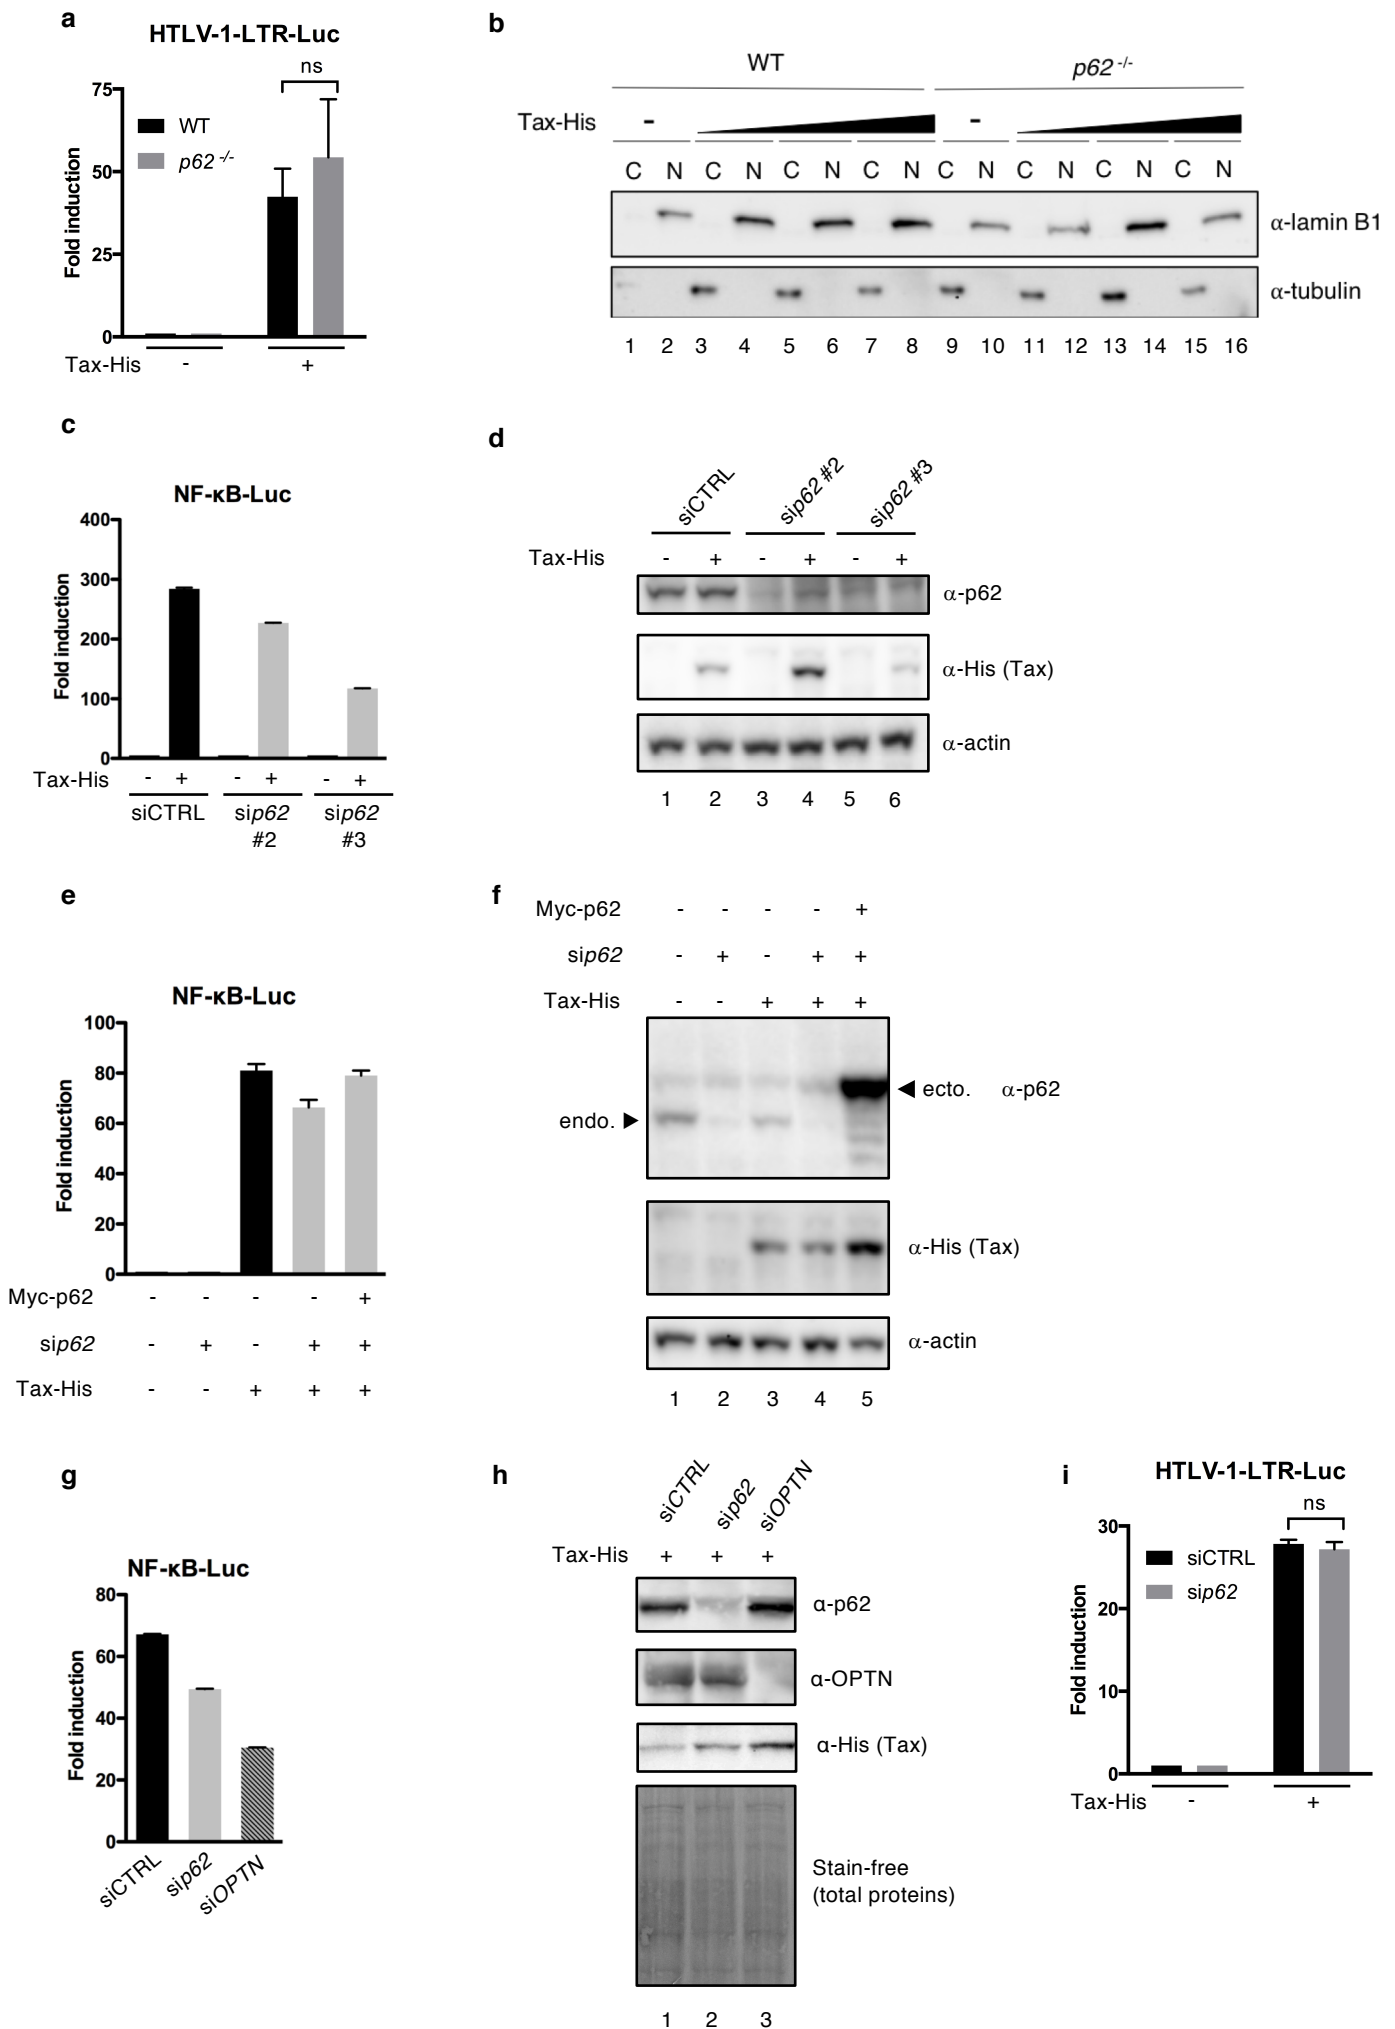 a
HTLV-1-LTR-Luc
ns
75
50
25
0
Fold induction
WT
p62 -/-
Tax-His - +
b
WT p62 -/-
Tax-His - -
C N C N C N C N C N C N C N C N
α-lamin B1
α-tubulin
1 2 3 4 5 6 7 8 9 10 11 12 13 14 15 16
c
NF-κB-Luc
400
300
200
100
0
Fold induction
Tax-His - + - + - +
siCTRL sip62 sip62
#2 #3
d
siCTRL sip62 #2 sip62 #3
Tax-His - + - + - +
α-p62
α-His (Tax)
α-actin
1 2 3 4 5 6
e
NF-κB-Luc
100
80
60
40
20
0
Fold induction
Myc-p62 - - - - +
sip62 - + - + +
Tax-His - - + + +
f
Myc-p62 - - - - +
sip62 - + - + +
Tax-His - - + + +
endo. ▶ ◀ ecto. α-p62
α-His (Tax)
α-actin
1 2 3 4 5
g
NF-κB-Luc
80
60
40
20
0
Fold induction
siCTRL sip62 siOPTN
h
siCTRL sip62 siOPTN
Tax-His + + +
α-p62
α-OPTN
α-His (Tax)
Stain-free
(total proteins)
1 2 3
i
HTLV-1-LTR-Luc
ns
30
20
10
0
Fold induction
siCTRL
sip62
Tax-His - +